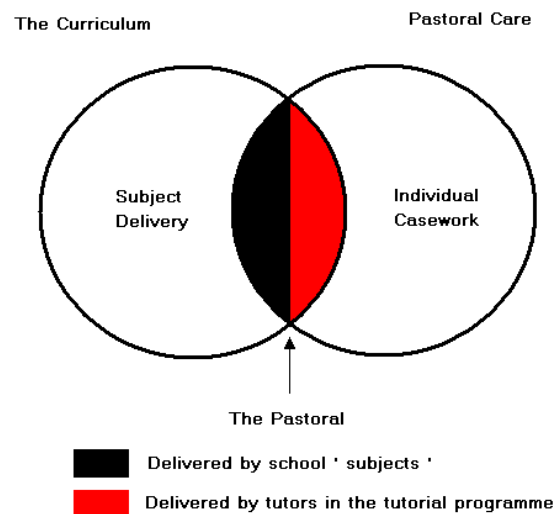 The Curriculum
Pastoral Care
Subject
Delivery
Individual
Casework
The Pastoral
Delivered by school ' subjects '
Delivered by tutors in the tutorial programme